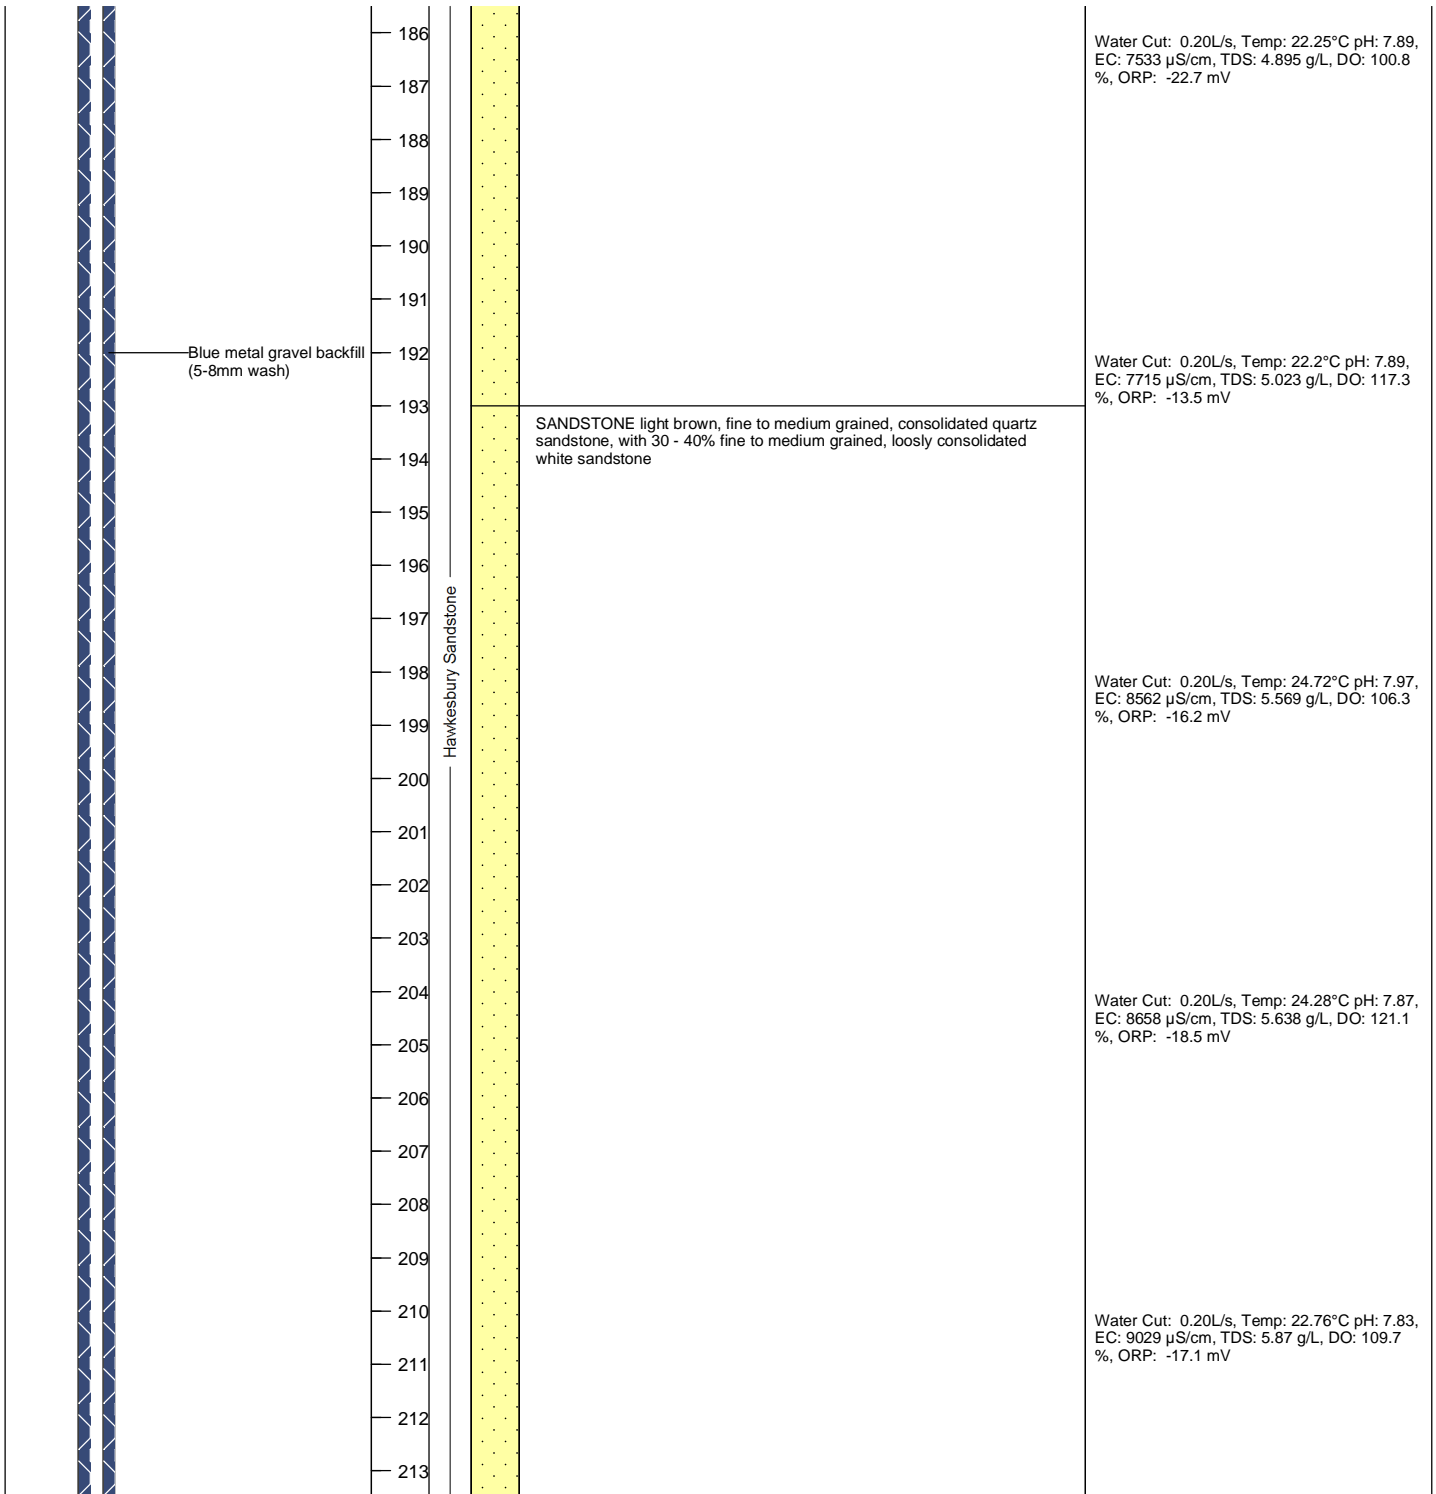 186
Water Cut:  0.20L/s, Temp: 22.25°C pH: 7.89,
EC: 7533 µS/cm, TDS: 4.895 g/L, DO: 100.8
%, ORP:  -22.7 mV
187
188
189
190
191
Blue metal gravel backfill
(5-8mm wash)
192
Water Cut:  0.20L/s, Temp: 22.2°C pH: 7.89,
EC: 7715 µS/cm, TDS: 5.023 g/L, DO: 117.3
%, ORP:  -13.5 mV
193
SANDSTONE light brown, fine to medium grained, consolidated quartz
sandstone, with 30 - 40% fine to medium grained, loosly consolidated
white sandstone
194
195
196
197
Hawkesbury Sandstone
198
Water Cut:  0.20L/s, Temp: 24.72°C pH: 7.97,
EC: 8562 µS/cm, TDS: 5.569 g/L, DO: 106.3
%, ORP:  -16.2 mV
199
200
201
202
203
204
Water Cut:  0.20L/s, Temp: 24.28°C pH: 7.87,
EC: 8658 µS/cm, TDS: 5.638 g/L, DO: 121.1
%, ORP:  -18.5 mV
205
206
207
208
209
210
Water Cut:  0.20L/s, Temp: 22.76°C pH: 7.83,
EC: 9029 µS/cm, TDS: 5.87 g/L, DO: 109.7
%, ORP:  -17.1 mV
211
212
213